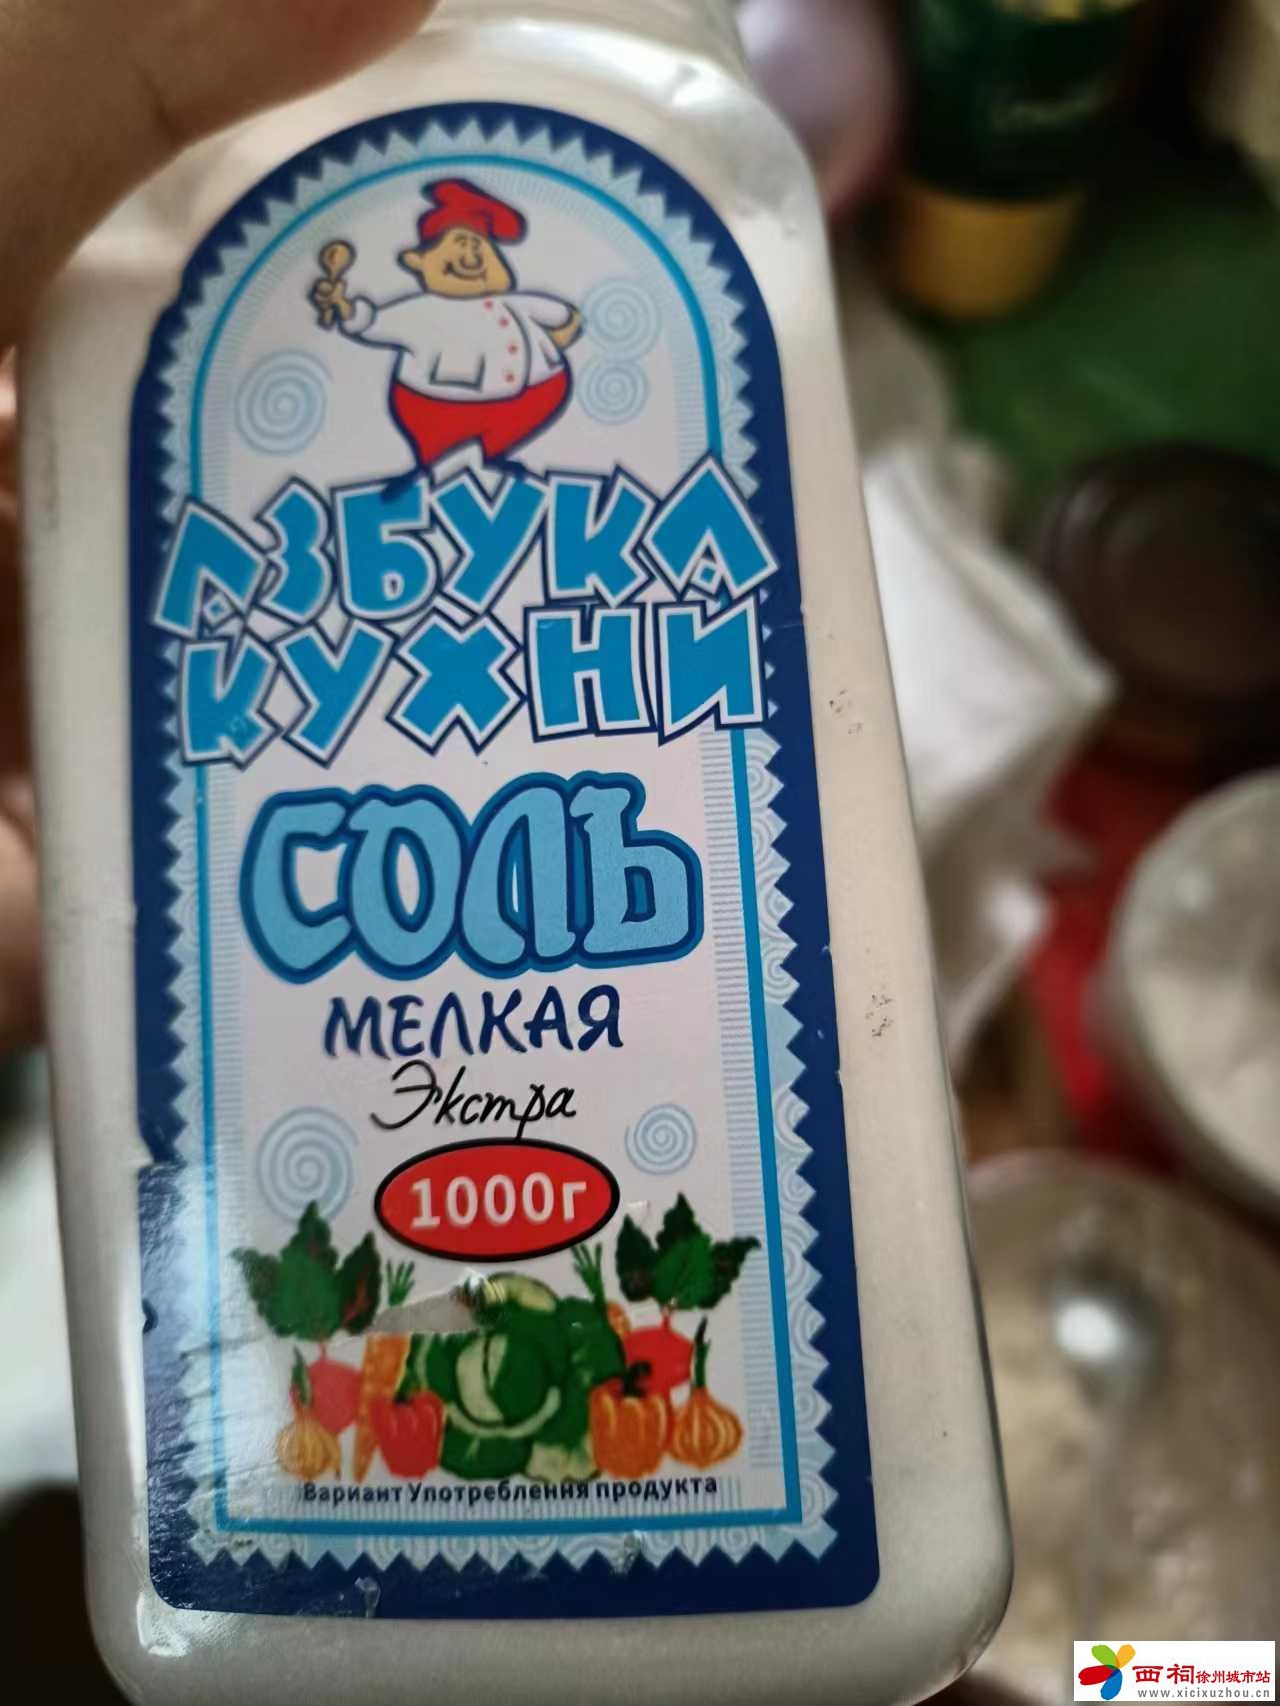 АЗБУКА
КУХНИ
СОЛЬ
МЕЛКАЯ
Экстра
1000г
Вариант Употребления продукта
西祠徐州城市站
www.xicixuzhou.cn